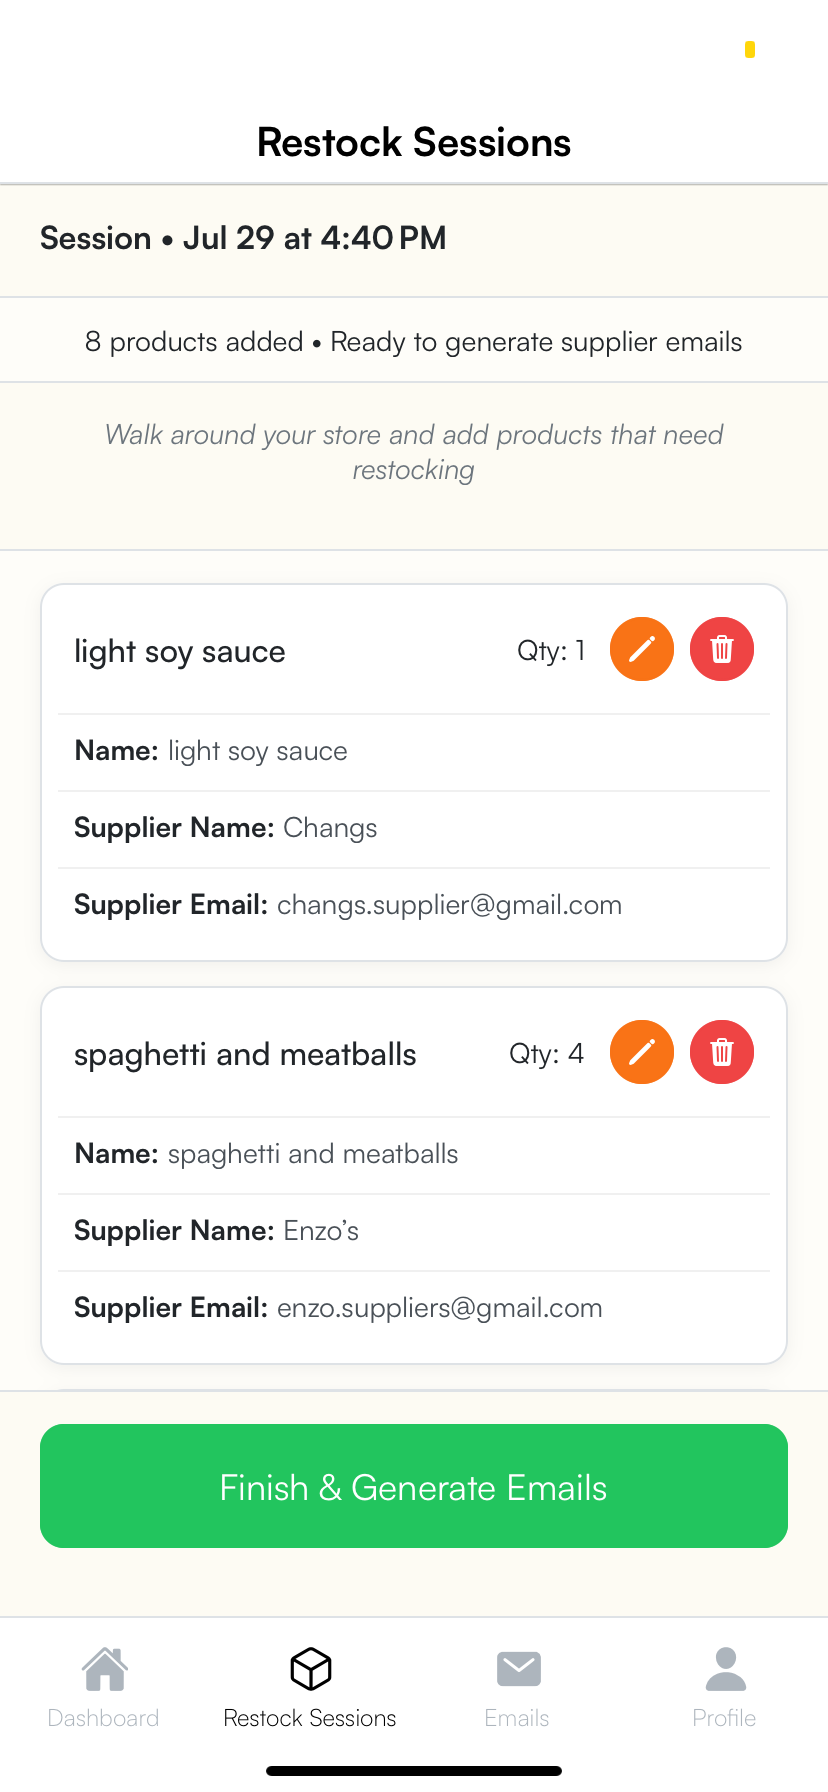 Restock Sessions
Session • Jul 29 at 4:40 PM
8 products added • Ready to generate supplier emails
Walk around your store and add products that need
restocking
light soy sauce
Qty: 1
Name: light soy sauce
Supplier Name: Changs
Supplier Email: changs.supplier@gmail.com
spaghetti and meatballs
Qty: 4
Name: spaghetti and meatballs
Supplier Name: Enzo’s
Supplier Email: enzo.suppliers@gmail.com
Finish & Generate Emails
Dashboard
Restock Sessions
Emails
Profile